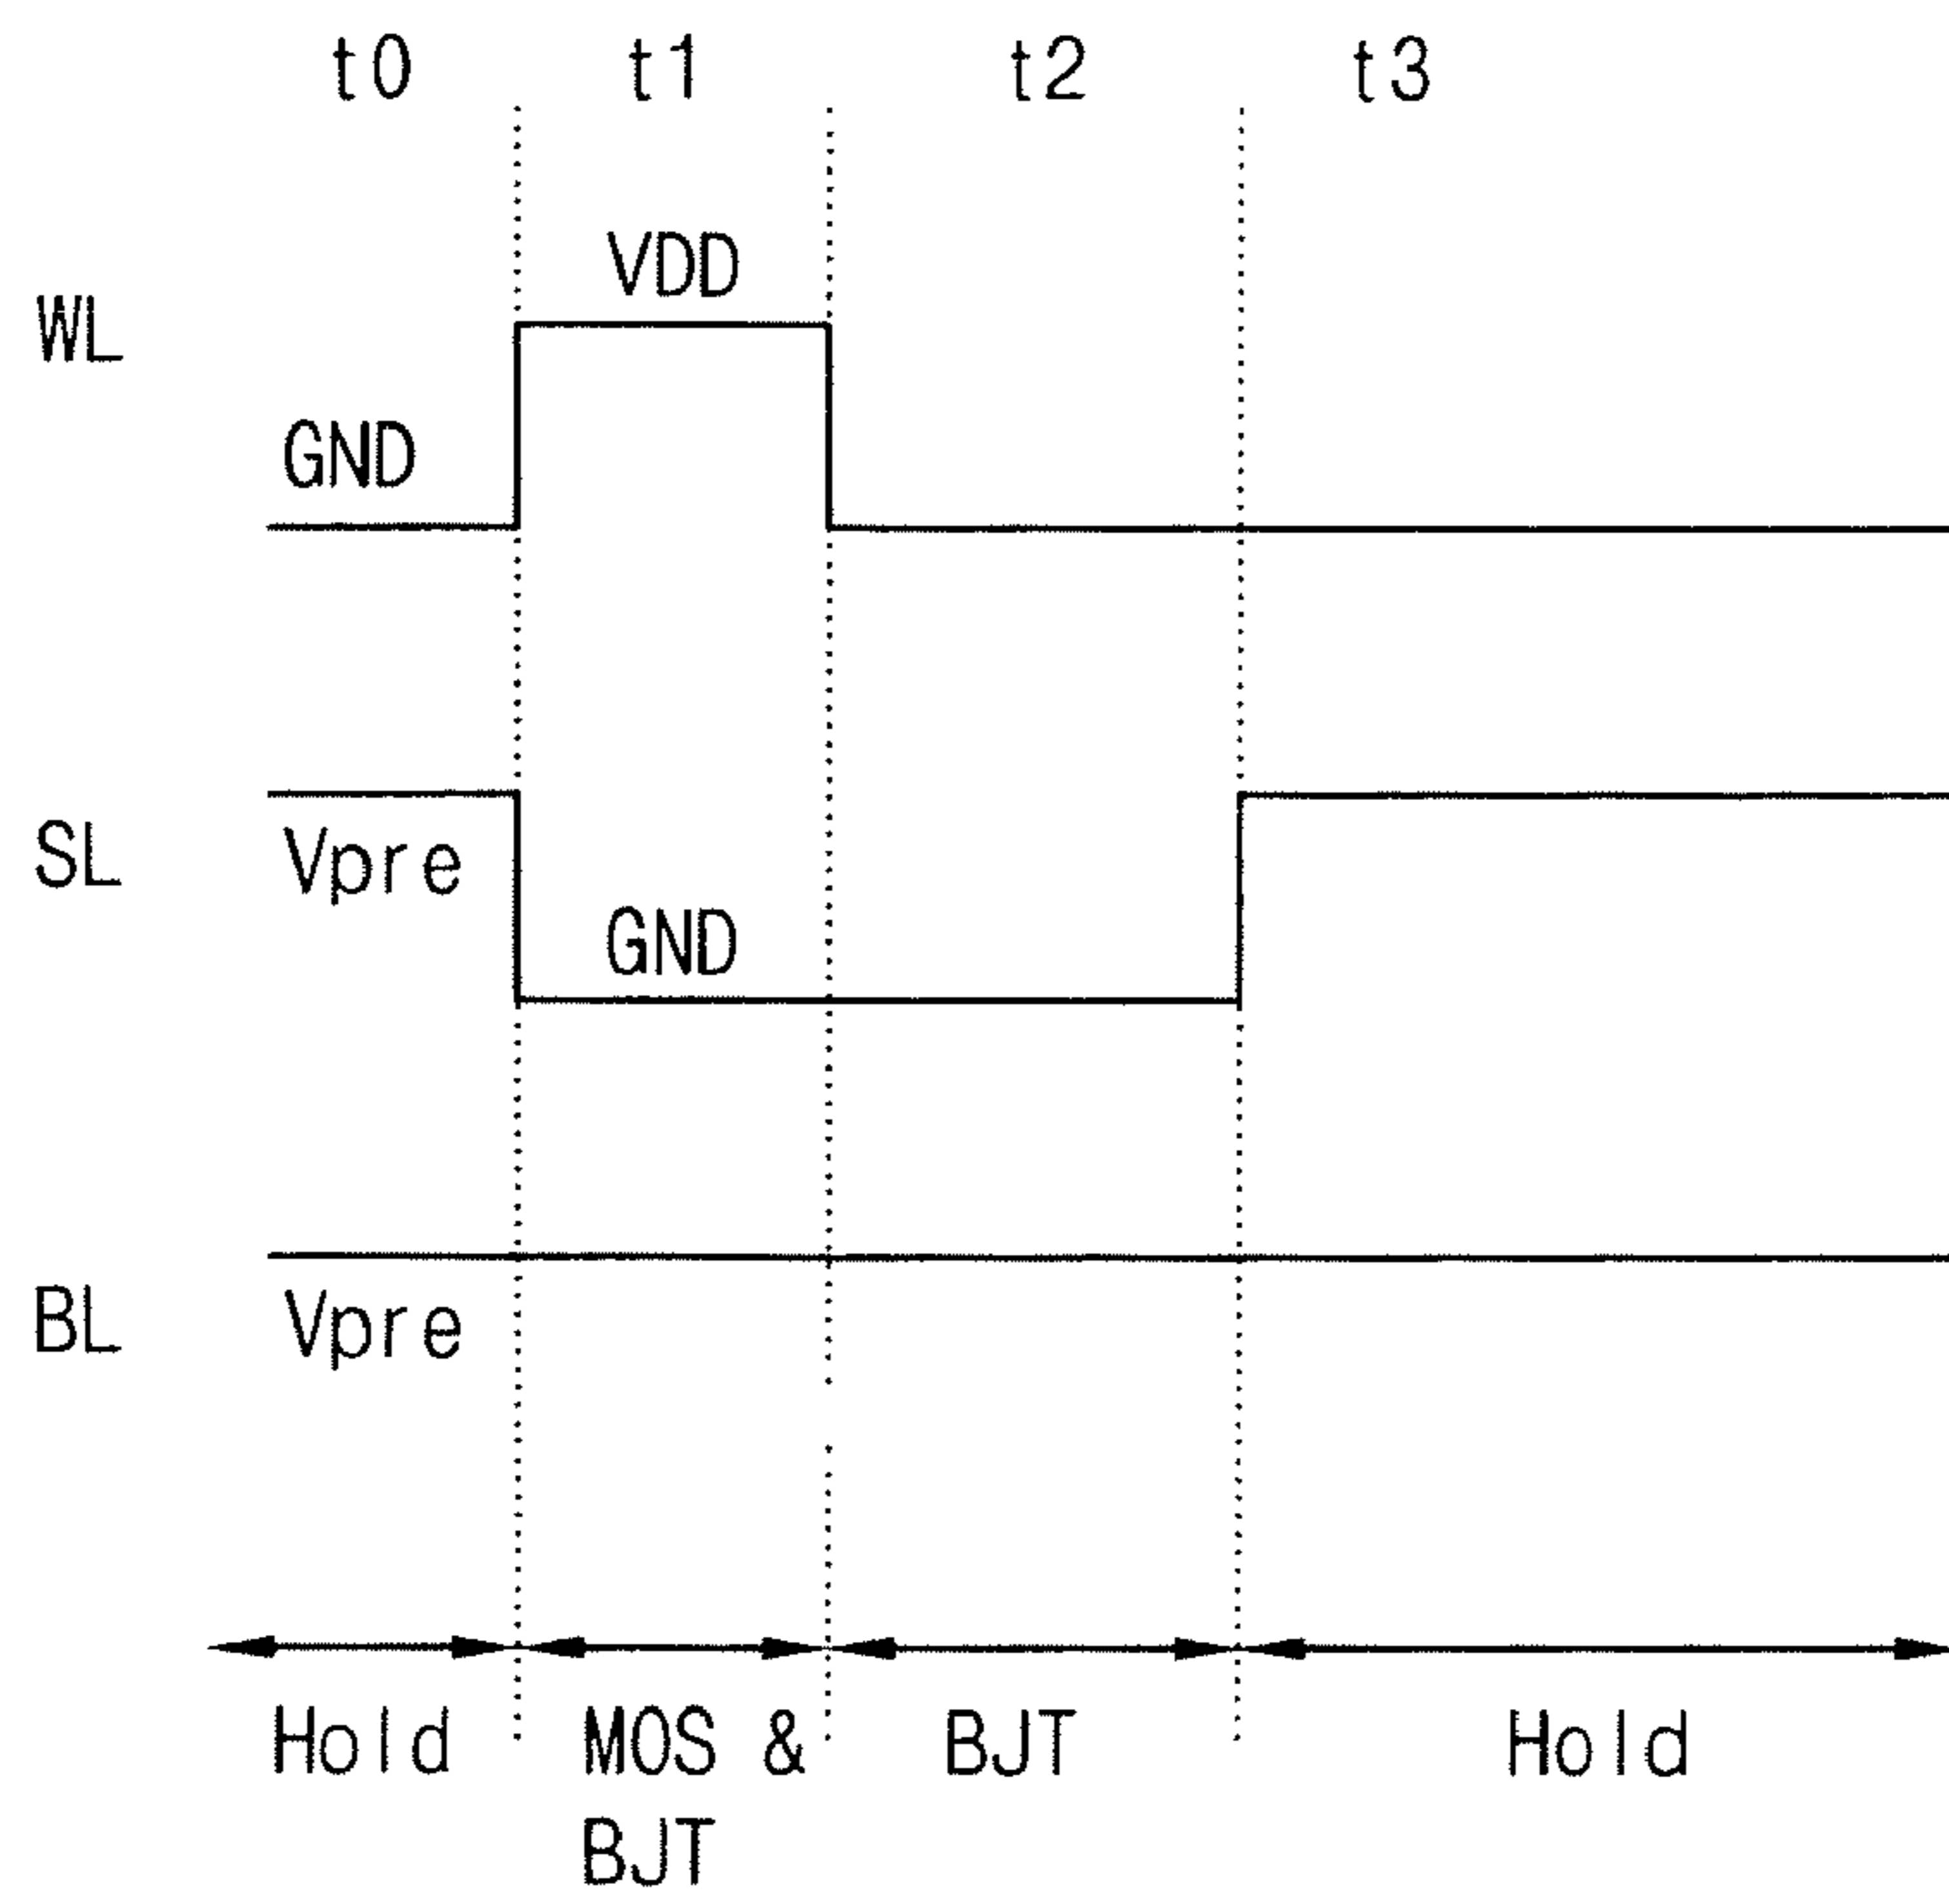 t0 t1 t2 t3
VDD
WL
GND
SL Vpre
GND
BL Vpre
Hold MOS & BJT Hold
BJT